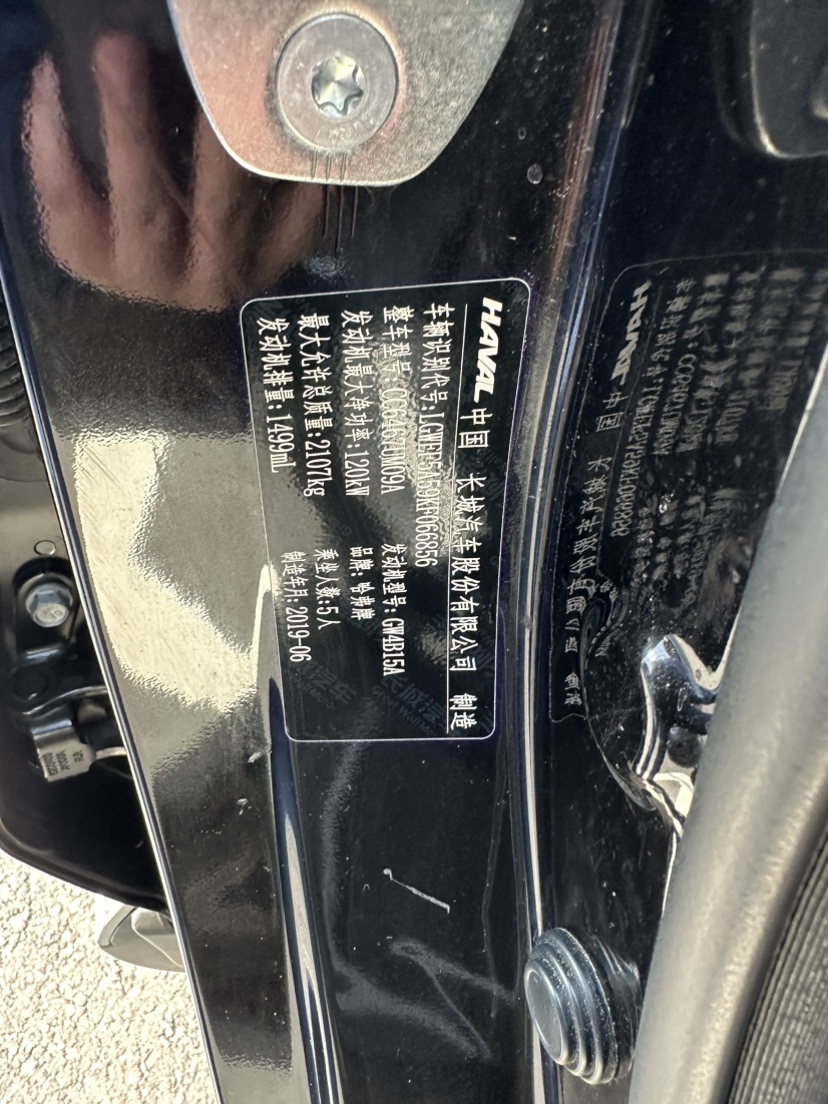 HAVAL 中国 长城汽车股份有限公司 制造
车辆识别代号:LGWEF5A59KF066856
整车型号:CC6467UM09A 发动机型号:GW4B15A
发动机最大净功率:120kW 品牌:哈弗牌
最大允许总质量:2107kg 乘坐人数:5人
发动机排量:1499ml 制造年月:2019-06